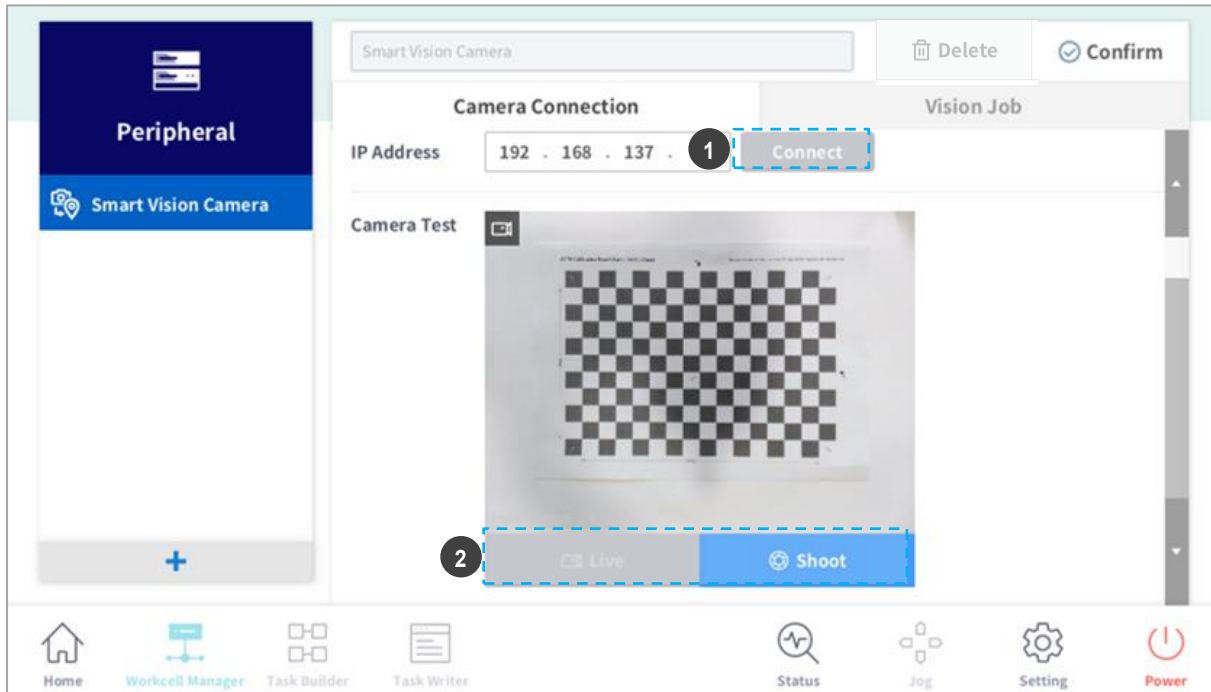 Peripheral
Smart Vision Camera
+
Smart Vision Camera
Delete
Confirm
Camera Connection
Vision Job
IP Address
192 . 168 . 137 .
1
Connect
Camera Test
2
Live
Shoot
Home
Workcell Manager
Task Builder
Task Writer
Status
Jog
Setting
Power